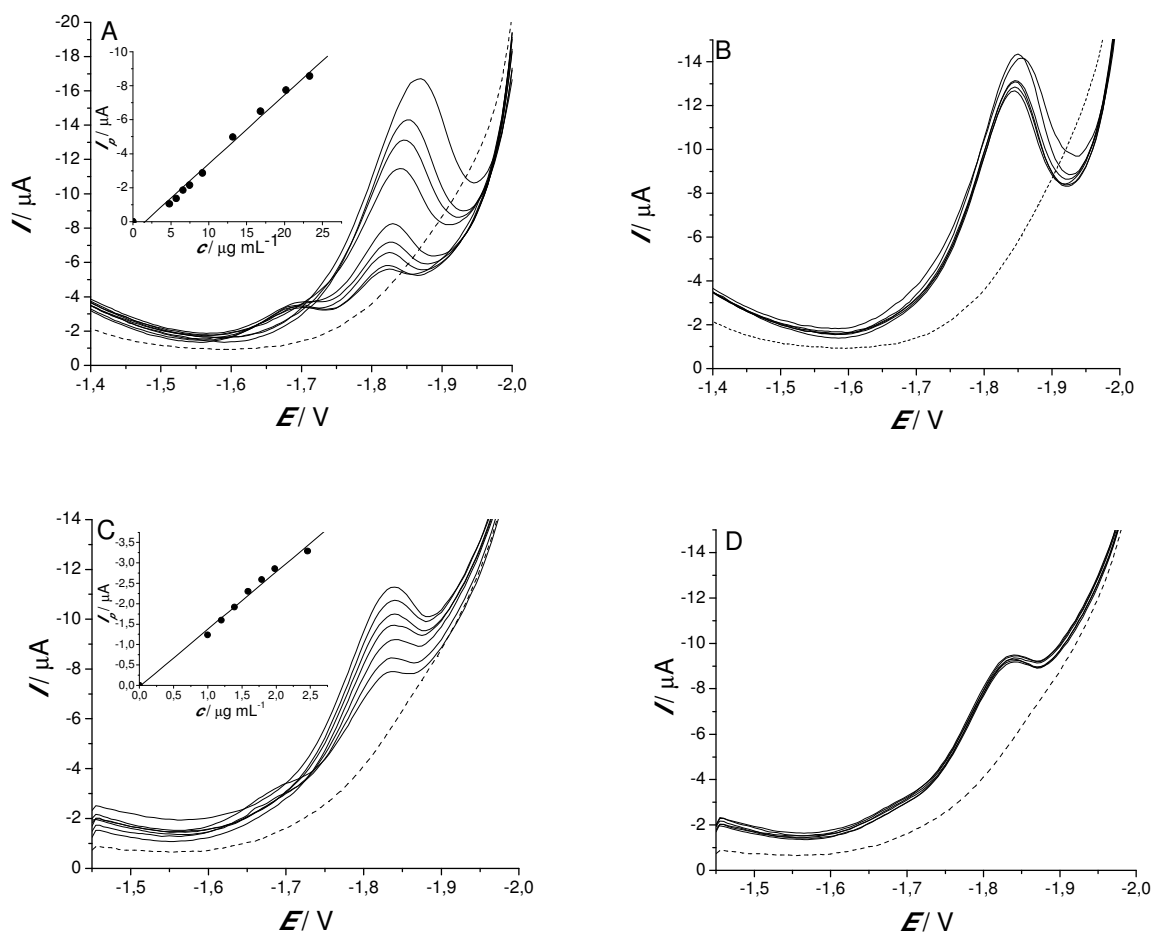 A
-20
-18
-16
-14
-12
-10
-8
-6
-4
-2
0
I / μA
-1,4 -1,5 -1,6 -1,7 -1,8 -1,9 -2,0
E / V
-10
-8
-6
-4
-2
0
Ip / μA
0 5 10 15 20 25
c / μg mL-1
B
-14
-12
-10
-8
-6
-4
-2
0
I / μA
-1,4 -1,5 -1,6 -1,7 -1,8 -1,9 -2,0
E / V
C
-14
-12
-10
-8
-6
-4
-2
0
I / μA
-1,5 -1,6 -1,7 -1,8 -1,9 -2,0
E / V
-3,5
-3,0
-2,5
-2,0
-1,5
-1,0
-0,5
0,0
Ip / μA
0,0 0,5 1,0 1,5 2,0 2,5
c / μg mL-1
D
-14
-12
-10
-8
-6
-4
-2
0
I / μA
-1,5 -1,6 -1,7 -1,8 -1,9 -2,0
E / V